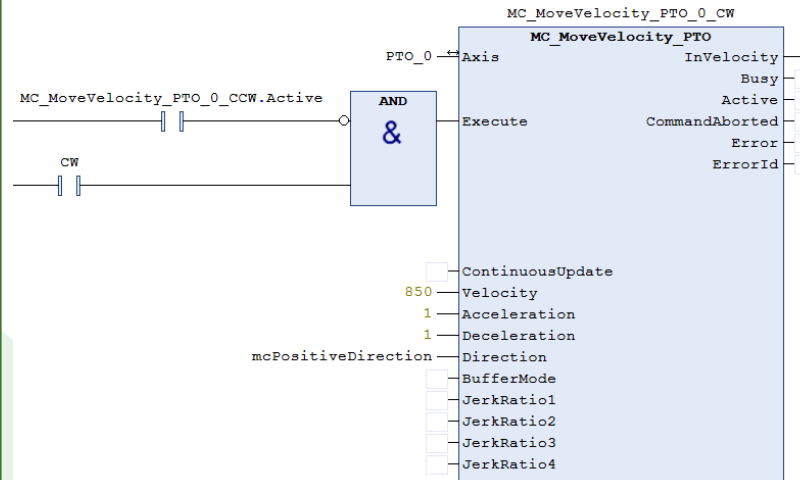 MC_MoveVelocity_PTO_0_CW
MC_MoveVelocity_PTO
PTO_0 Axis InVelocity
Busy
MC_MoveVelocity_PTO_0_CCW.Active AND Active
& Execute CommandAborted
Error
CW ErrorId
ContinuousUpdate
850 Velocity
1 Acceleration
1 Deceleration
mcPositiveDirection Direction
BufferMode
JerkRatio1
JerkRatio2
JerkRatio3
JerkRatio4